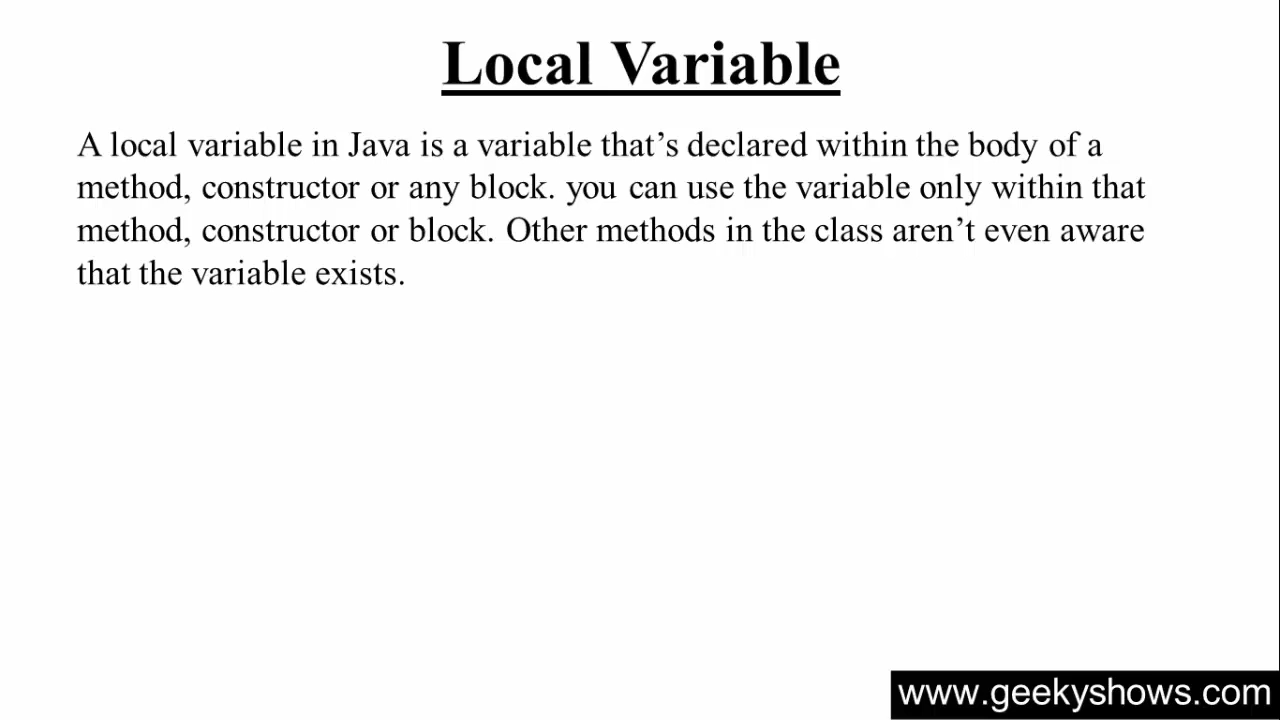 Local Variable
A local variable in Java is a variable that’s declared within the body of a
method, constructor or any block. you can use the variable only within that
method, constructor or block. Other methods in the class aren’t even aware
that the variable exists.
www.geekyshows.com